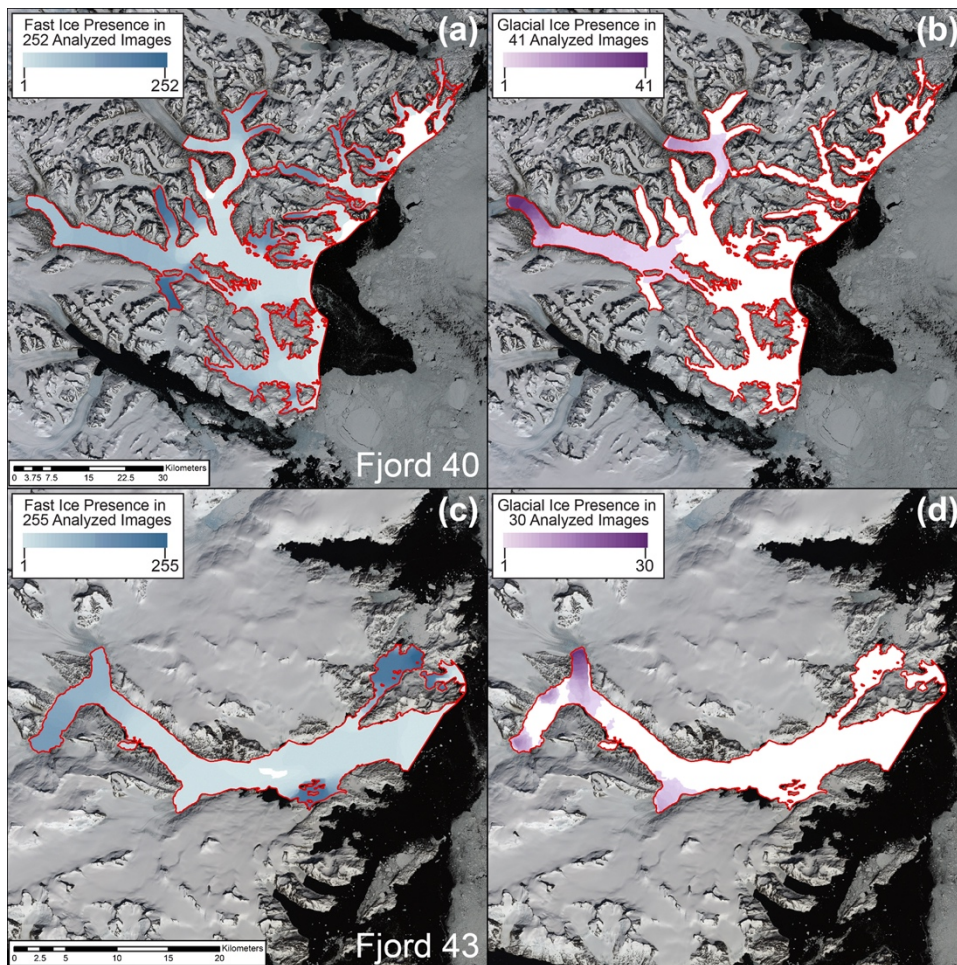 Fast Ice Presence in
252 Analyzed Images
1 252
(a)
Glacial Ice Presence in
41 Analyzed Images
1 41
(b)
Kilometers
0 3.75 7.5 15 22.5 30
Fjord 40
Fast Ice Presence in
255 Analyzed Images
1 255
(c)
Glacial Ice Presence in
30 Analyzed Images
1 30
(d)
Kilometers
0 2.5 5 10 15 20
Fjord 43